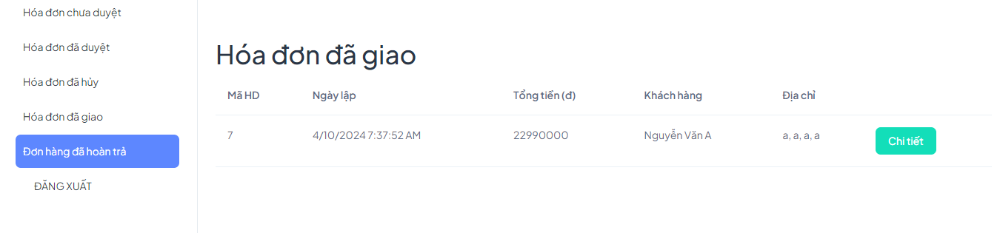 Hóa đơn chưa duyệt
Hóa đơn đã duyệt
Hóa đơn đã hủy
Hóa đơn đã giao
Đơn hàng đã hoàn trả
ĐĂNG XUẤT
Hóa đơn đã giao
Mã HD Ngày lập Tổng tiền (đ) Khách hàng Địa chỉ
7 4/10/2024 7:37:52 AM 22990000 Nguyễn Văn A a, a, a, a Chi tiết